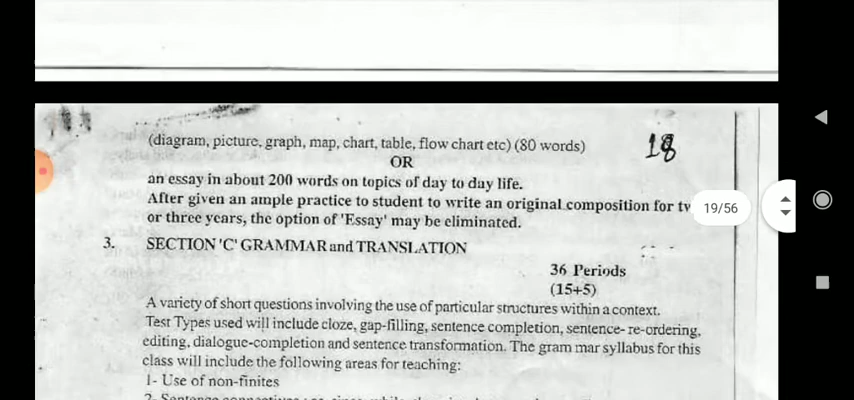 (diagram, picture, graph, map, chart, table, flow chart etc) (80 words)
18
OR
an essay in about 200 words on topics of day to day life.
After given an ample practice to student to write an original composition for
19/56
or three years, the option of 'Essay' may be eliminated.
3. SECTION 'C' GRAMMAR and TRANSLATION
36 Periods
(15+5)
A variety of short questions involving the use of particular structures within a context.
Test Types used will include cloze, gap-filling, sentence completion, sentence- re-ordering,
editing, dialogue-completion and sentence transformation. The gram mar syllabus for this
class will include the following areas for teaching:
1- Use of non-finites
2- Sentence connectives